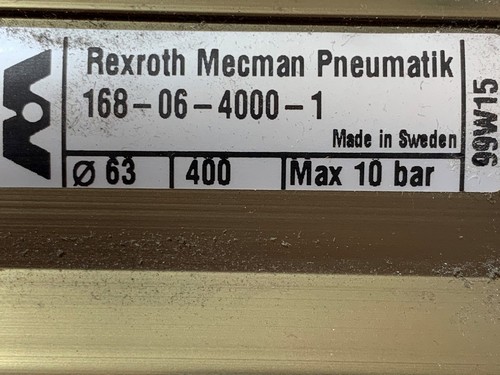 Rexroth Mecman Pneumatik
168-06-4000-1
Made in Sweden
Ø 63 400 Max 10 bar
99W15